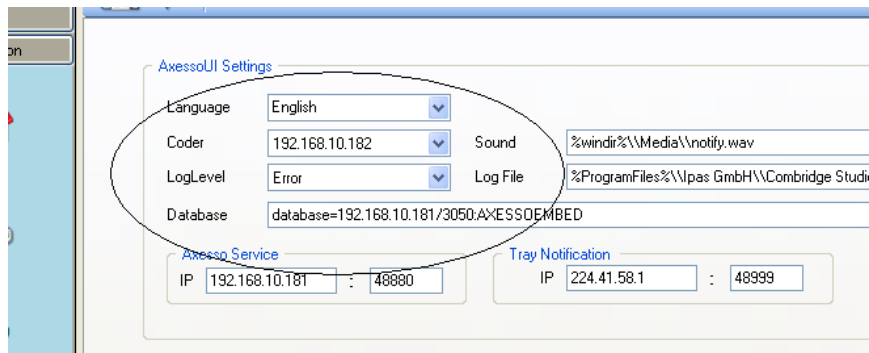 on
AxessoUI Settings
Language English
Coder 192.168.10.182 Sound %windir%\\Media\\notify.wav
LogLevel Error Log File %ProgramFiles%\\Ipas GmbH\\Combridge Studio
Database database=192.168.10.181/3050:AXESSOEMBED
Axesso Service Tray Notification
IP 192.168.10.181 : 48880 IP 224.41.58.1 : 48999